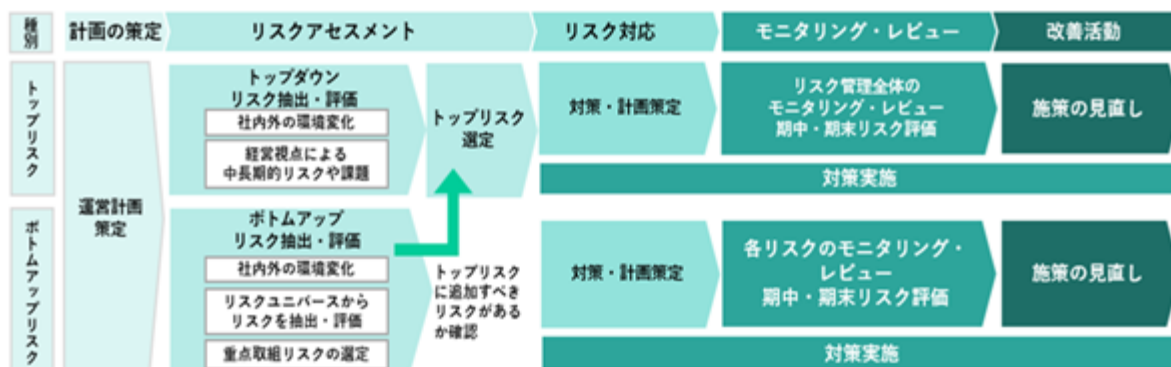 種別
計画の策定
リスクアセスメント
リスク対応
モニタリング・レビュー
改善活動
トップリスク
運営計画
策定
トップダウン
リスク抽出・評価
社内外の環境変化
経営視点による
中長期的リスクや課題
トップリスク
選定
対策・計画策定
リスク管理全体の
モニタリング・レビュー
期中・期末リスク評価
施策の見直し
対策実施
ボトムアップリスク
ボトムアップ
リスク抽出・評価
社内外の環境変化
リスクユニバースから
リスクを抽出・評価
重点取組リスクの選定
トップリスク
に追加すべき
リスクがある
か確認
対策・計画策定
各リスクのモニタリング・
レビュー
期中・期末リスク評価
施策の見直し
対策実施